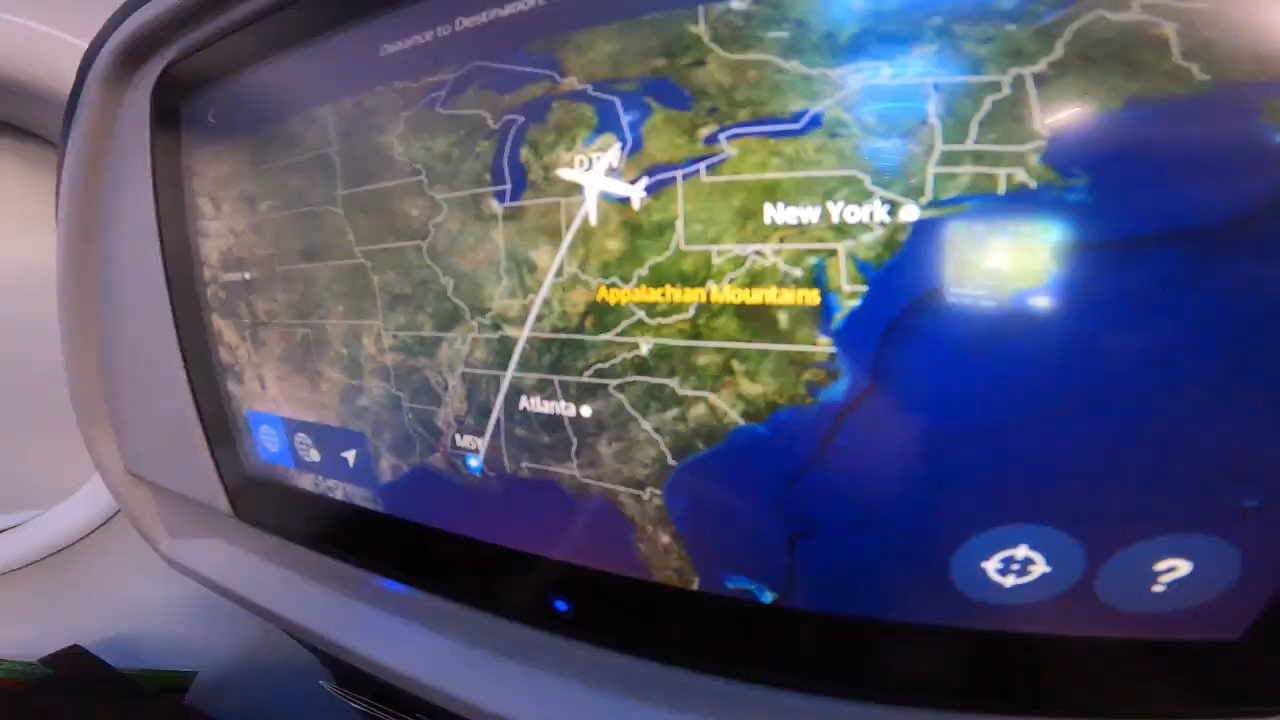 Distance to Destination:
DTW
New York
Appalachian Mountains
Atlanta
MSY
?